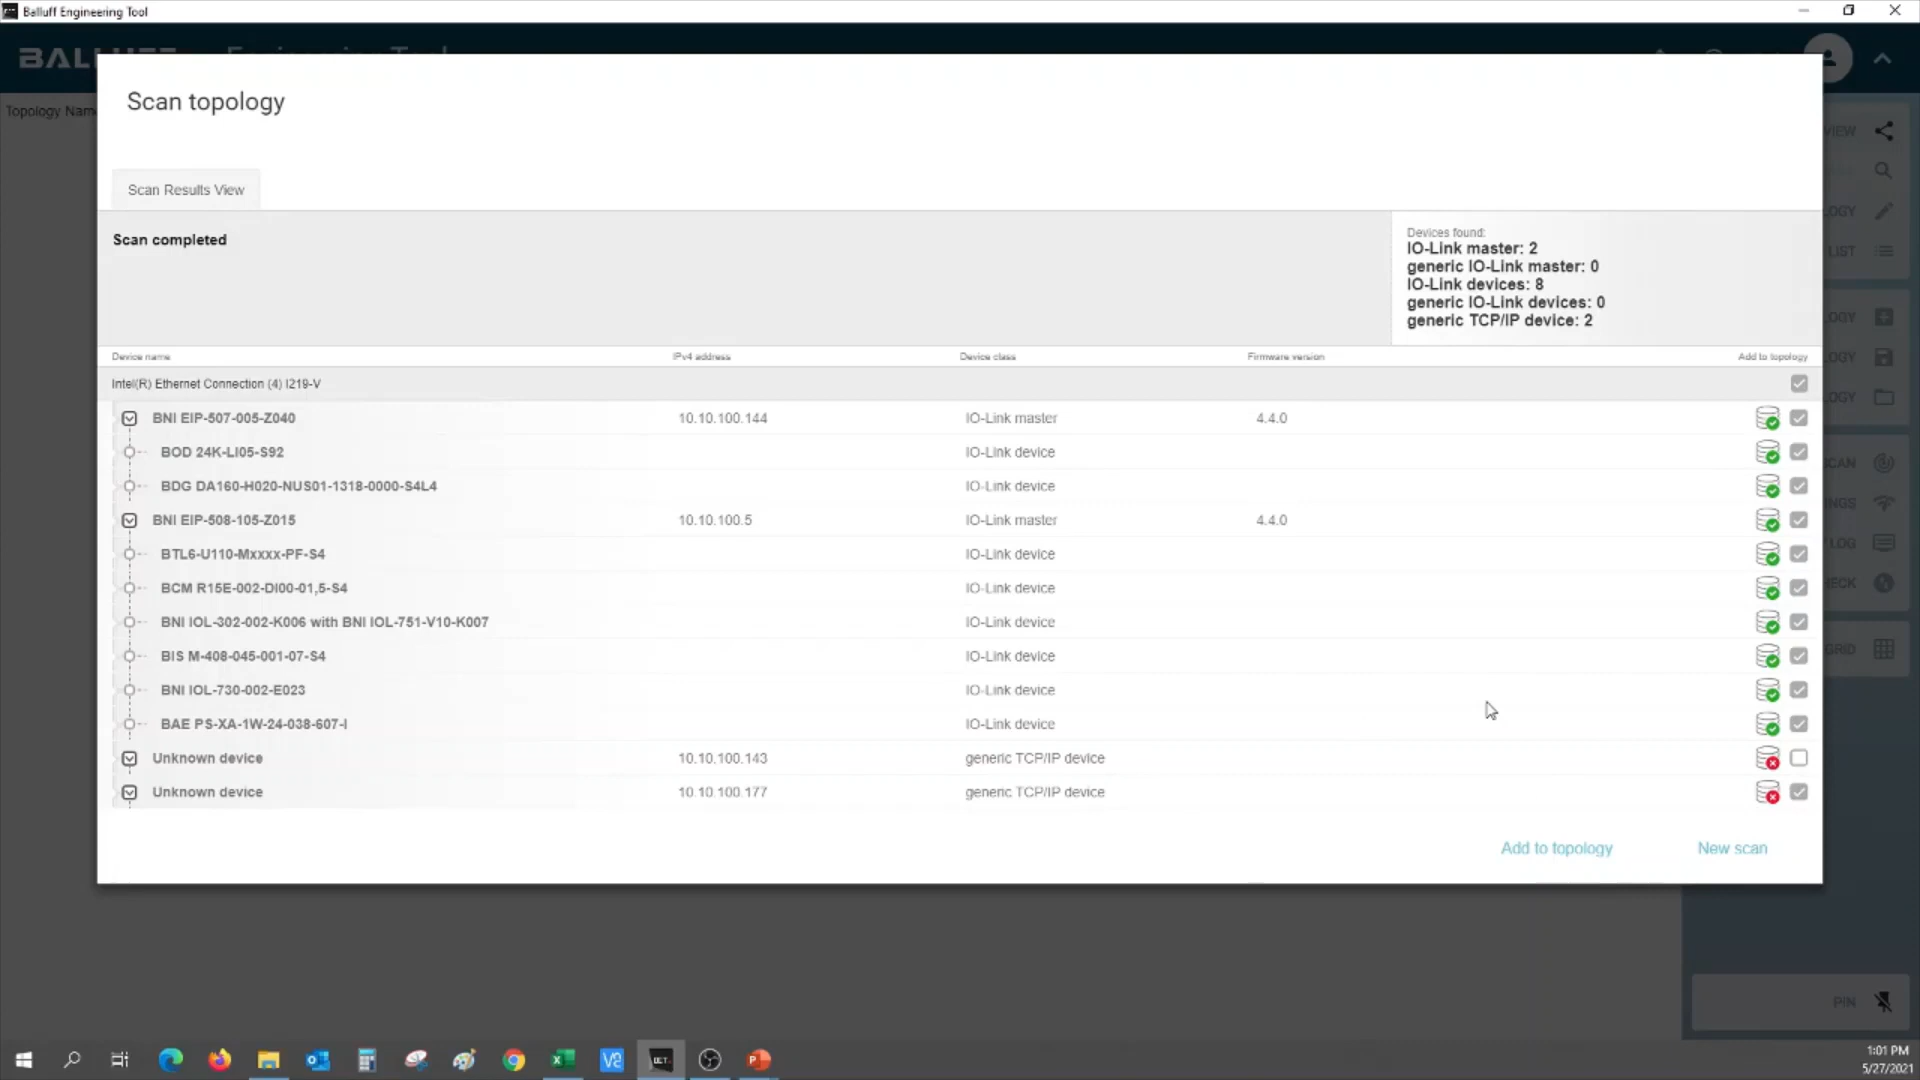 Balluff Engineering Tool
Scan topology
Scan Results View
Scan completed
Devices found:
IO-Link master: 2
generic IO-Link master: 0
IO-Link devices: 8
generic IO-Link devices: 0
generic TCP/IP device: 2
Device name IPv4 address Device class Firmware version Add to topology
Intel(R) Ethernet Connection (4) I219-V
BNI EIP-507-005-Z040 10.10.100.144 IO-Link master 4.4.0
BOD 24K-LI05-S92 IO-Link device
BDG DA160-H020-NUS01-1318-0000-S4L4 IO-Link device
BNI EIP-508-105-Z015 10.10.100.5 IO-Link master 4.4.0
BTL6-U110-Mxxxx-PF-S4 IO-Link device
BCM R15E-002-DI00-01,5-S4 IO-Link device
BNI IOL-302-002-K006 with BNI IOL-751-V10-K007 IO-Link device
BIS M-408-045-001-07-S4 IO-Link device
BNI IOL-730-002-E023 IO-Link device
BAE PS-XA-1W-24-038-607-I IO-Link device
Unknown device 10.10.100.143 generic TCP/IP device
Unknown device 10.10.100.177 generic TCP/IP device
Add to topology New scan
PIN
1:01 PM
5/27/2021